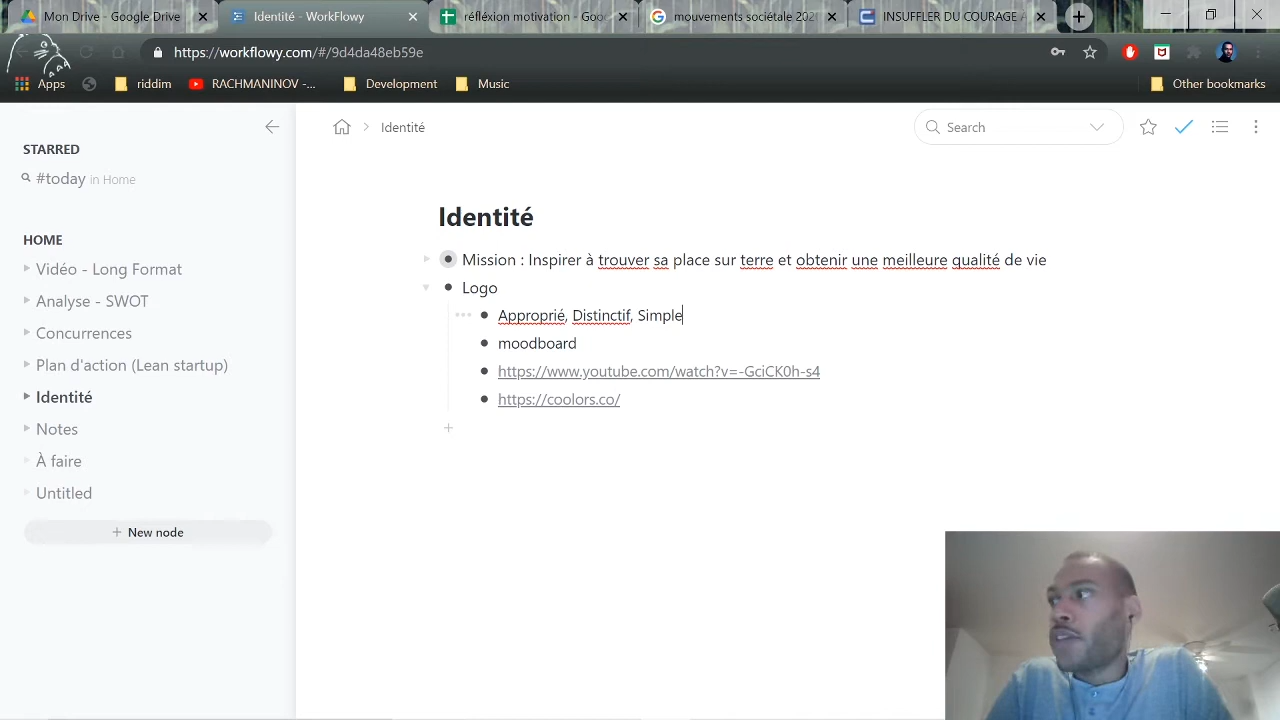 Mon Drive - Google Drive
Identité - WorkFlowy
réfléxion motivation - Goo
mouvements sociétale 202
INSUFFLER DU COURAGE
https://workflowy.com/#/9d4da48eb59e
Apps
riddim
RACHMANINOV -...
Development
Music
Other bookmarks
Identité
Search
STARRED
#today in Home
HOME
Vidéo - Long Format
Analyse - SWOT
Concurrences
Plan d'action (Lean startup)
Identité
Notes
À faire
Untitled
New node
Identité
Mission : Inspirer à trouver sa place sur terre et obtenir une meilleure qualité de vie
Logo
Approprié, Distinctif, Simple
moodboard
https://www.youtube.com/watch?v=-GciCK0h-s4
https://coolors.co/